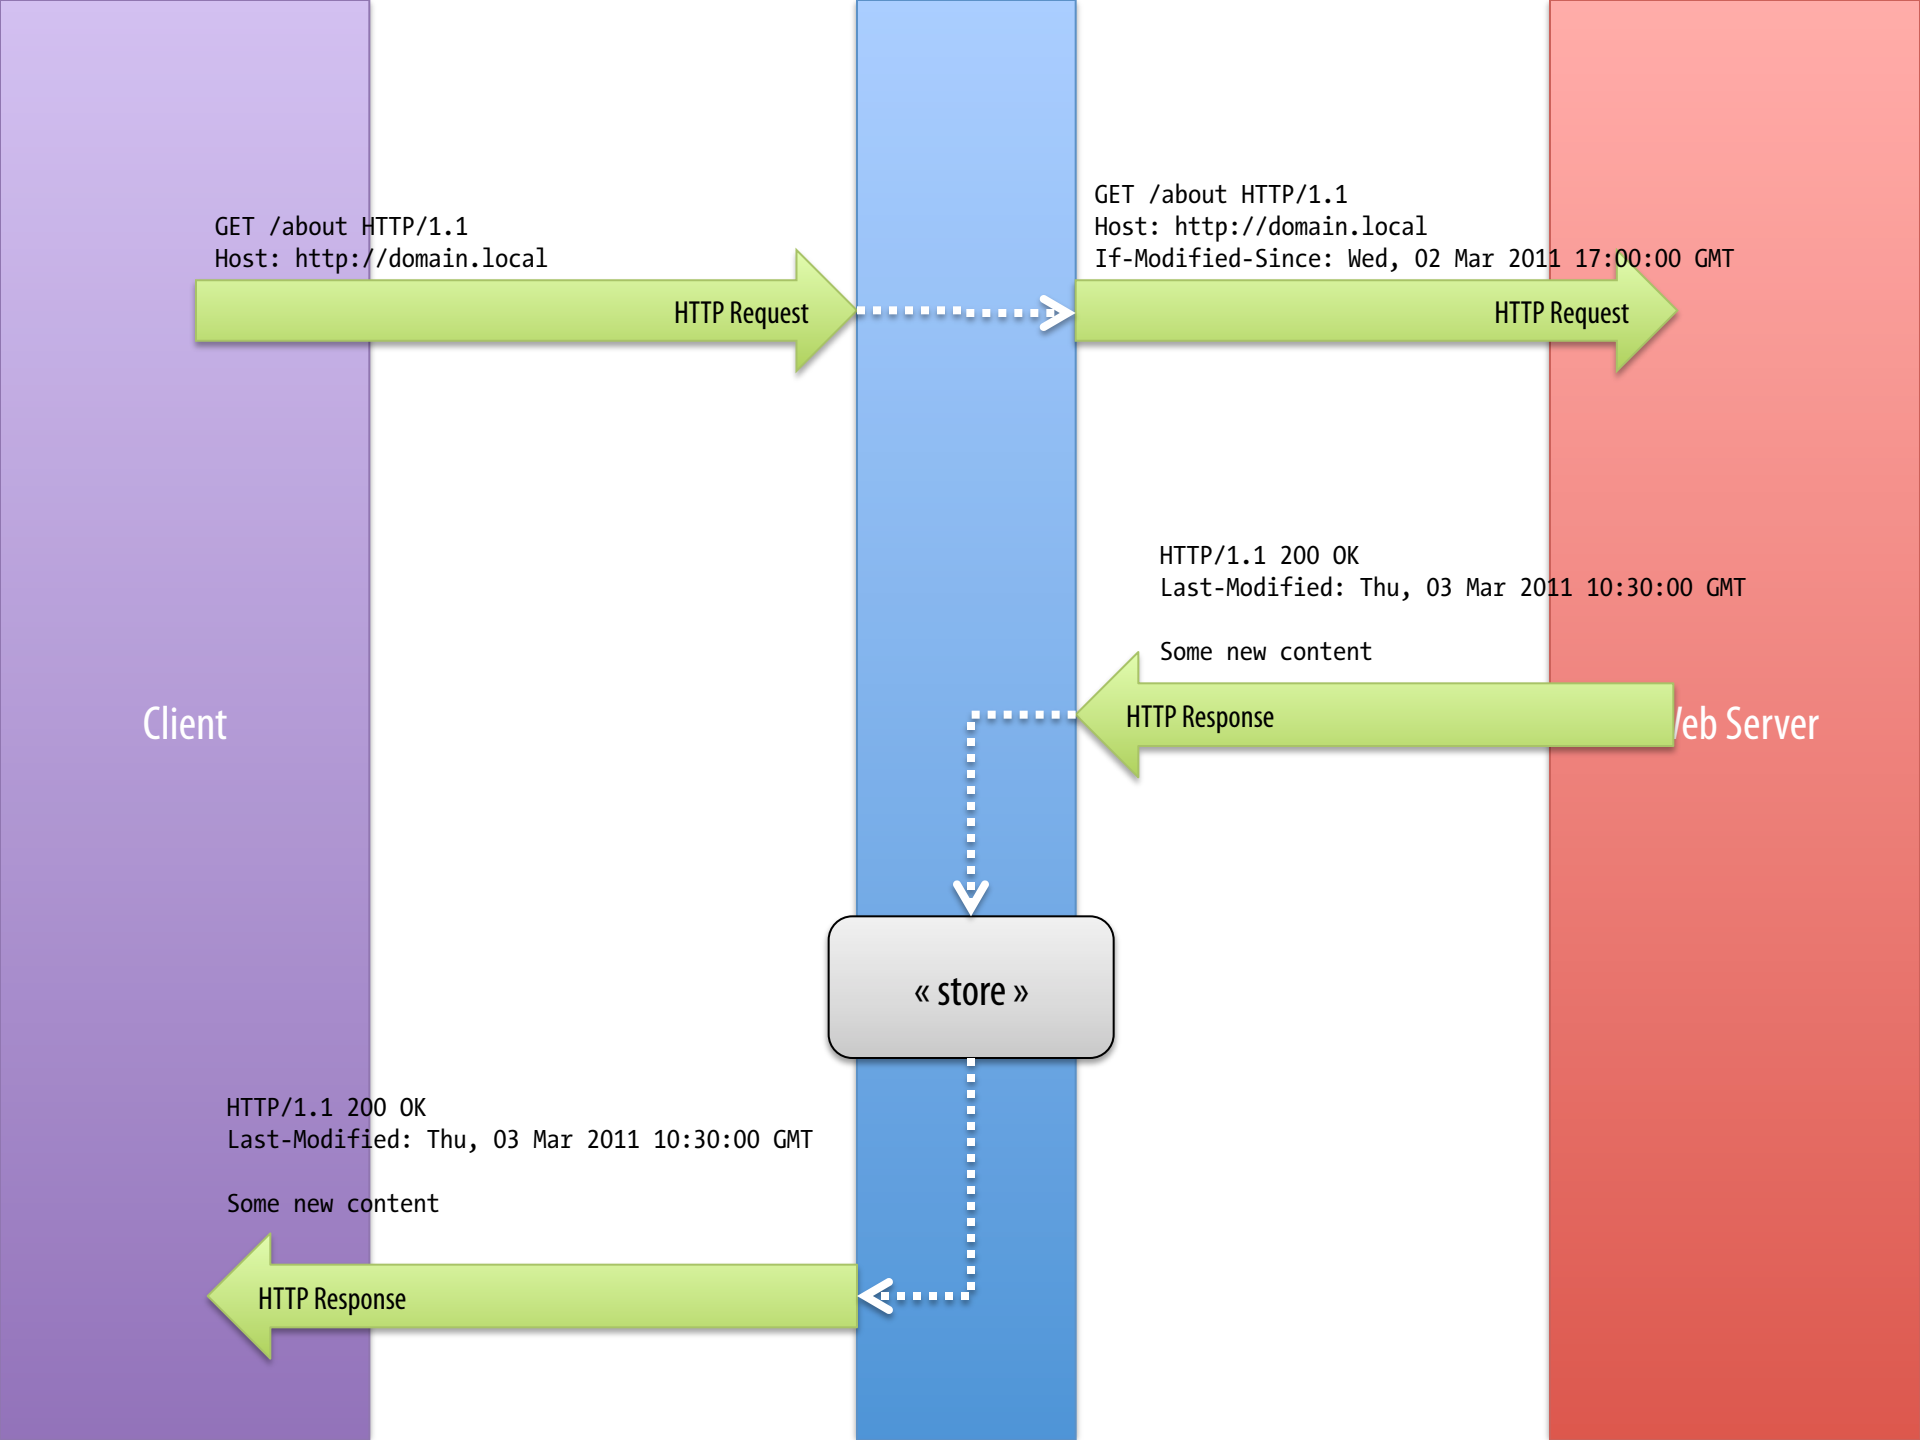 GET /about HTTP/1.1
Host: http://domain.local
HTTP Request
GET /about HTTP/1.1
Host: http://domain.local
If-Modified-Since: Wed, 02 Mar 2011 17:00:00 GMT
HTTP Request
HTTP/1.1 200 OK
Last-Modified: Thu, 03 Mar 2011 10:30:00 GMT
Some new content
HTTP Response
Client
Server
« store »
HTTP/1.1 200 OK
Last-Modified: Thu, 03 Mar 2011 10:30:00 GMT
Some new content
HTTP Response